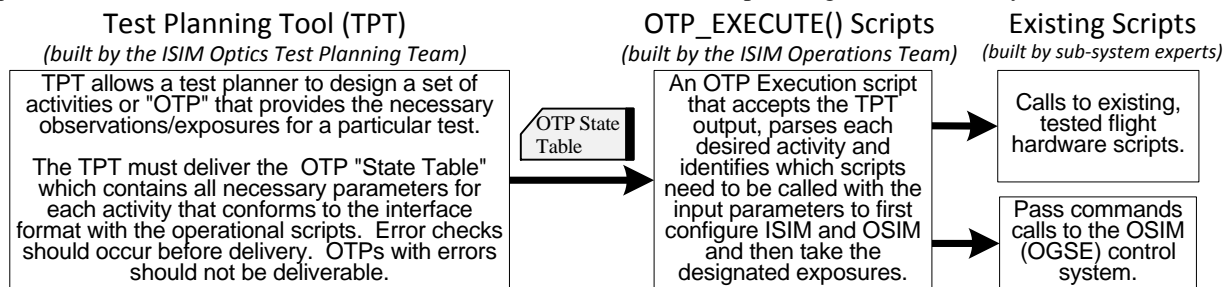 Test Planning Tool (TPT)
(built by the ISIM Optics Test Planning Team)
TPT allows a test planner to design a set of
activities or "OTP" that provides the necessary
observations/exposures for a particular test.
The TPT must deliver the OTP "State Table"
which contains all necessary parameters for
each activity that conforms to the interface
format with the operational scripts. Error checks
should occur before delivery. OTPs with errors
should not be deliverable.
OTP State
Table
OTP_EXECUTE() Scripts
(built by the ISIM Operations Team)
An OTP Execution script
that accepts the TPT
output, parses each
desired activity and
identifies which scripts
need to be called with the
input parameters to first
configure ISIM and OSIM
and then take the
designated exposures.
Existing Scripts
(built by sub-system experts)
Calls to existing,
tested flight
hardware scripts.
Pass commands
calls to the OSIM
(OGSE) control
system.